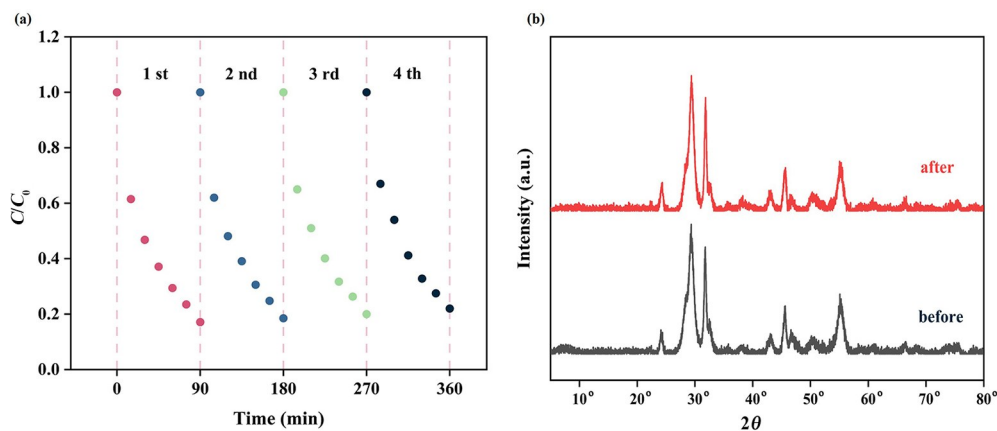 (a)
1.2
1.0
0.8
0.6
0.4
0.2
0.0
C/C₀
1 st
2 nd
3 rd
4 th
0
90
180
270
360
Time (min)
(b)
Intensity (a.u.)
after
before
10°
20°
30°
40°
50°
60°
70°
80°
2θ